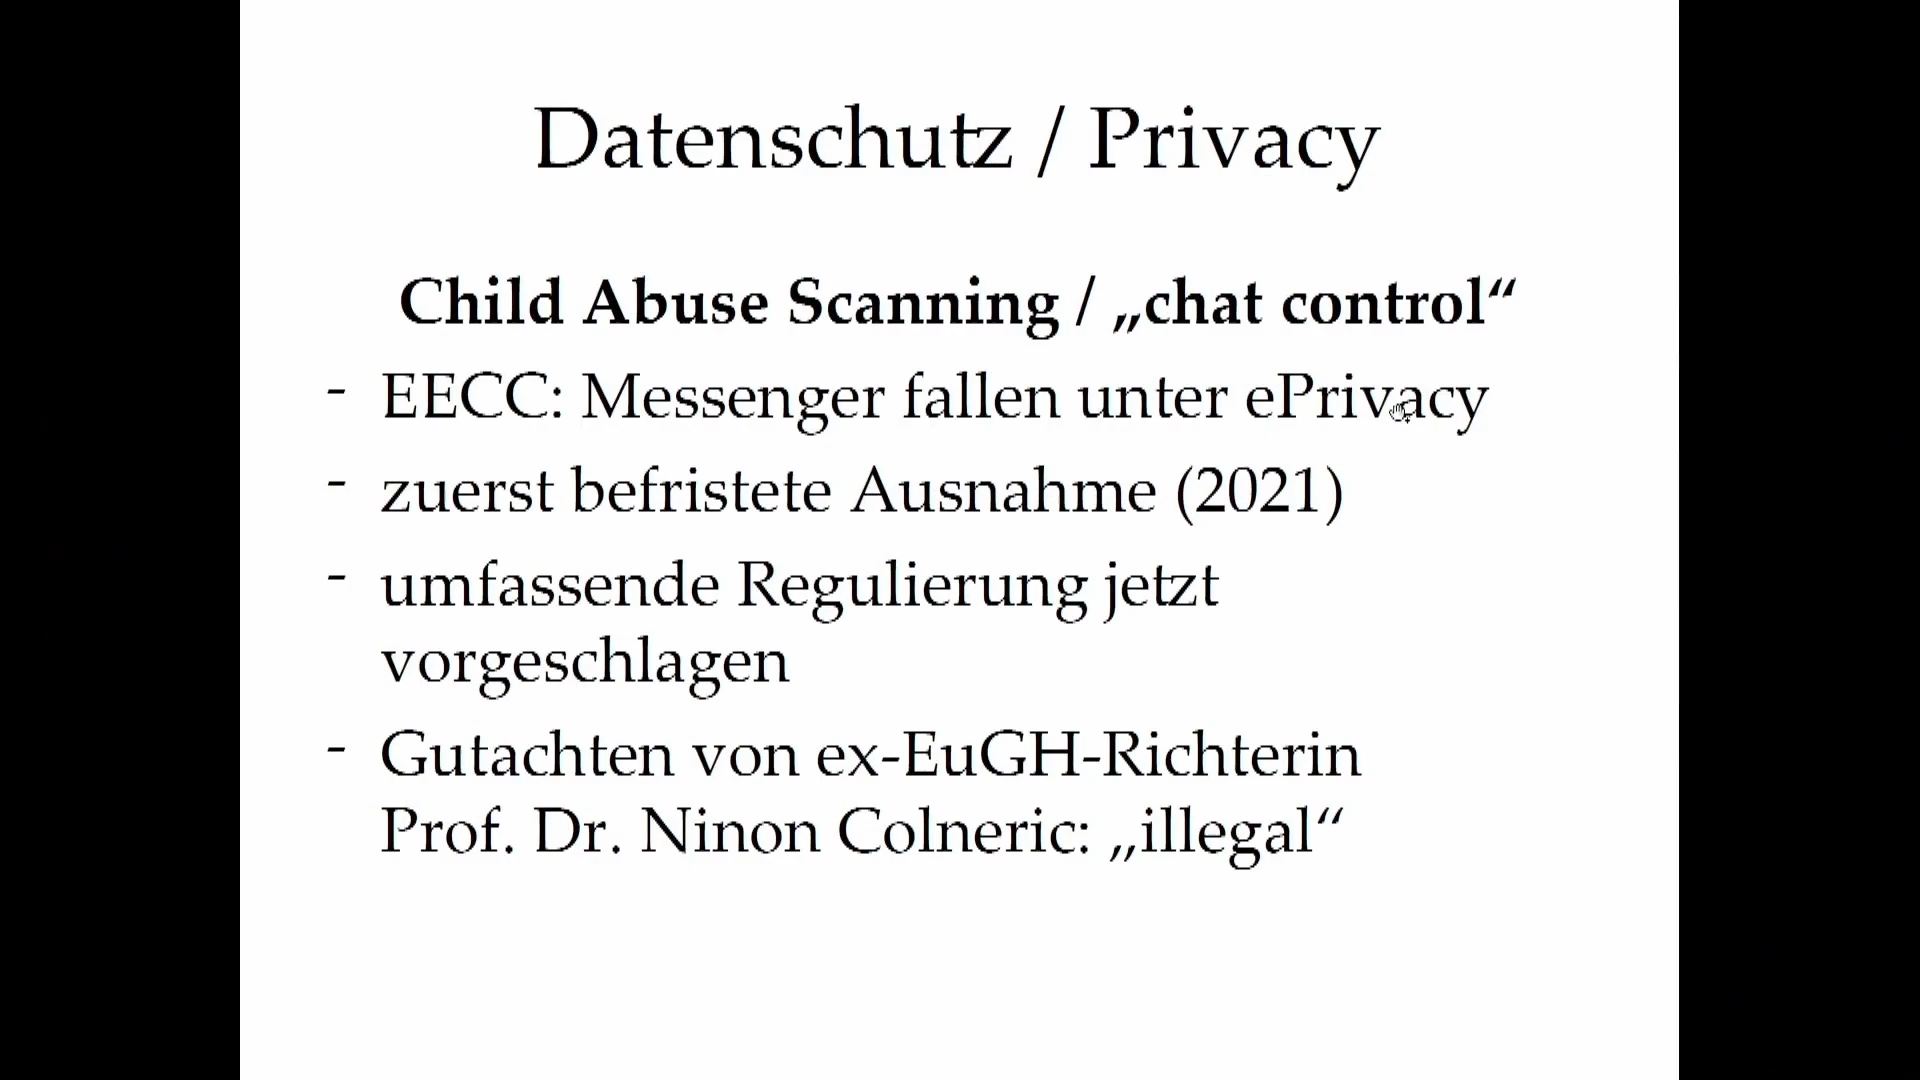 Datenschutz / Privacy
Child Abuse Scanning / „chat control“
- EECC: Messenger fallen unter ePrivacy
- zuerst befristete Ausnahme (2021)
- umfassende Regulierung jetzt
vorgeschlagen
- Gutachten von ex-EuGH-Richterin
Prof. Dr. Ninon Colneric: „illegal“